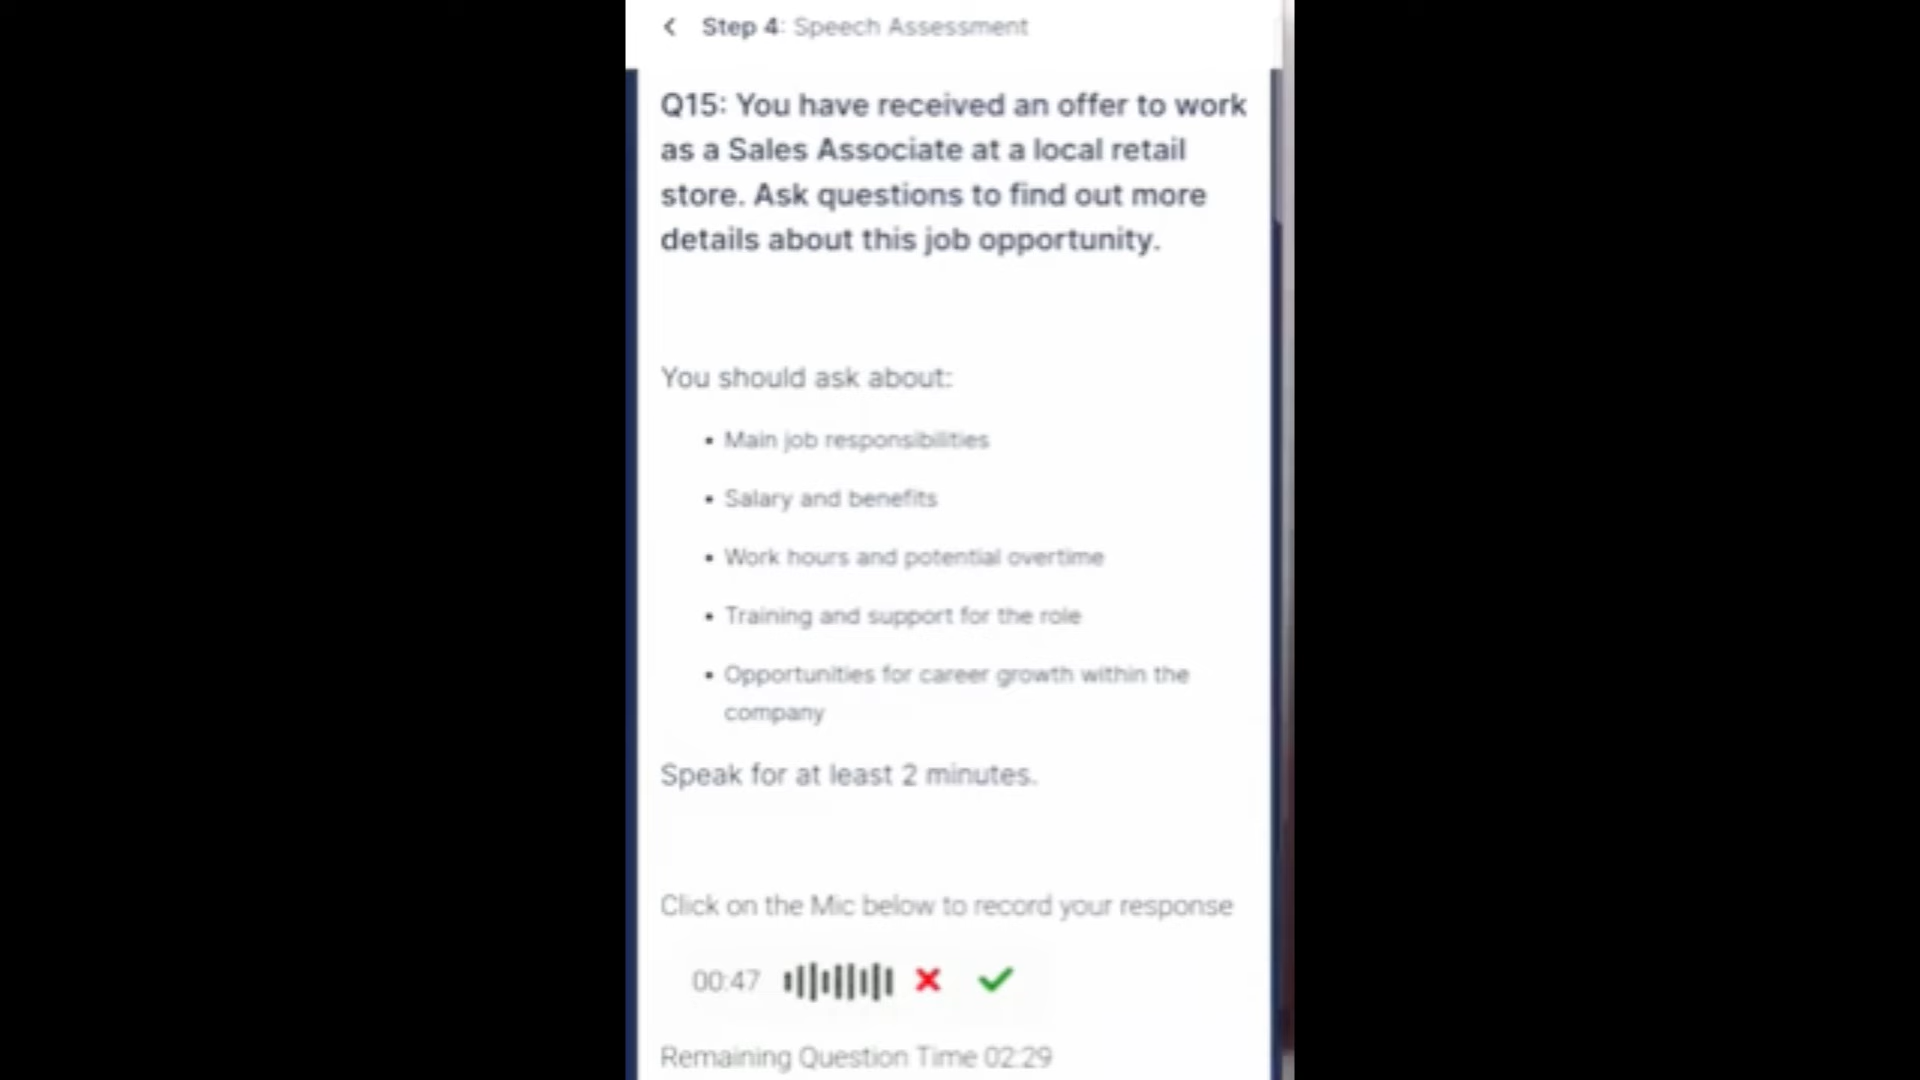 Step 4: Speech Assessment
Q15: You have received an offer to work
as a Sales Associate at a local retail
store. Ask questions to find out more
details about this job opportunity.
You should ask about:
• Main job responsibilities
• Salary and benefits
• Work hours and potential overtime
• Training and support for the role
• Opportunities for career growth within the
company
Speak for at least 2 minutes.
Click on the Mic below to record your response
00:47
Remaining Question Time 02:29